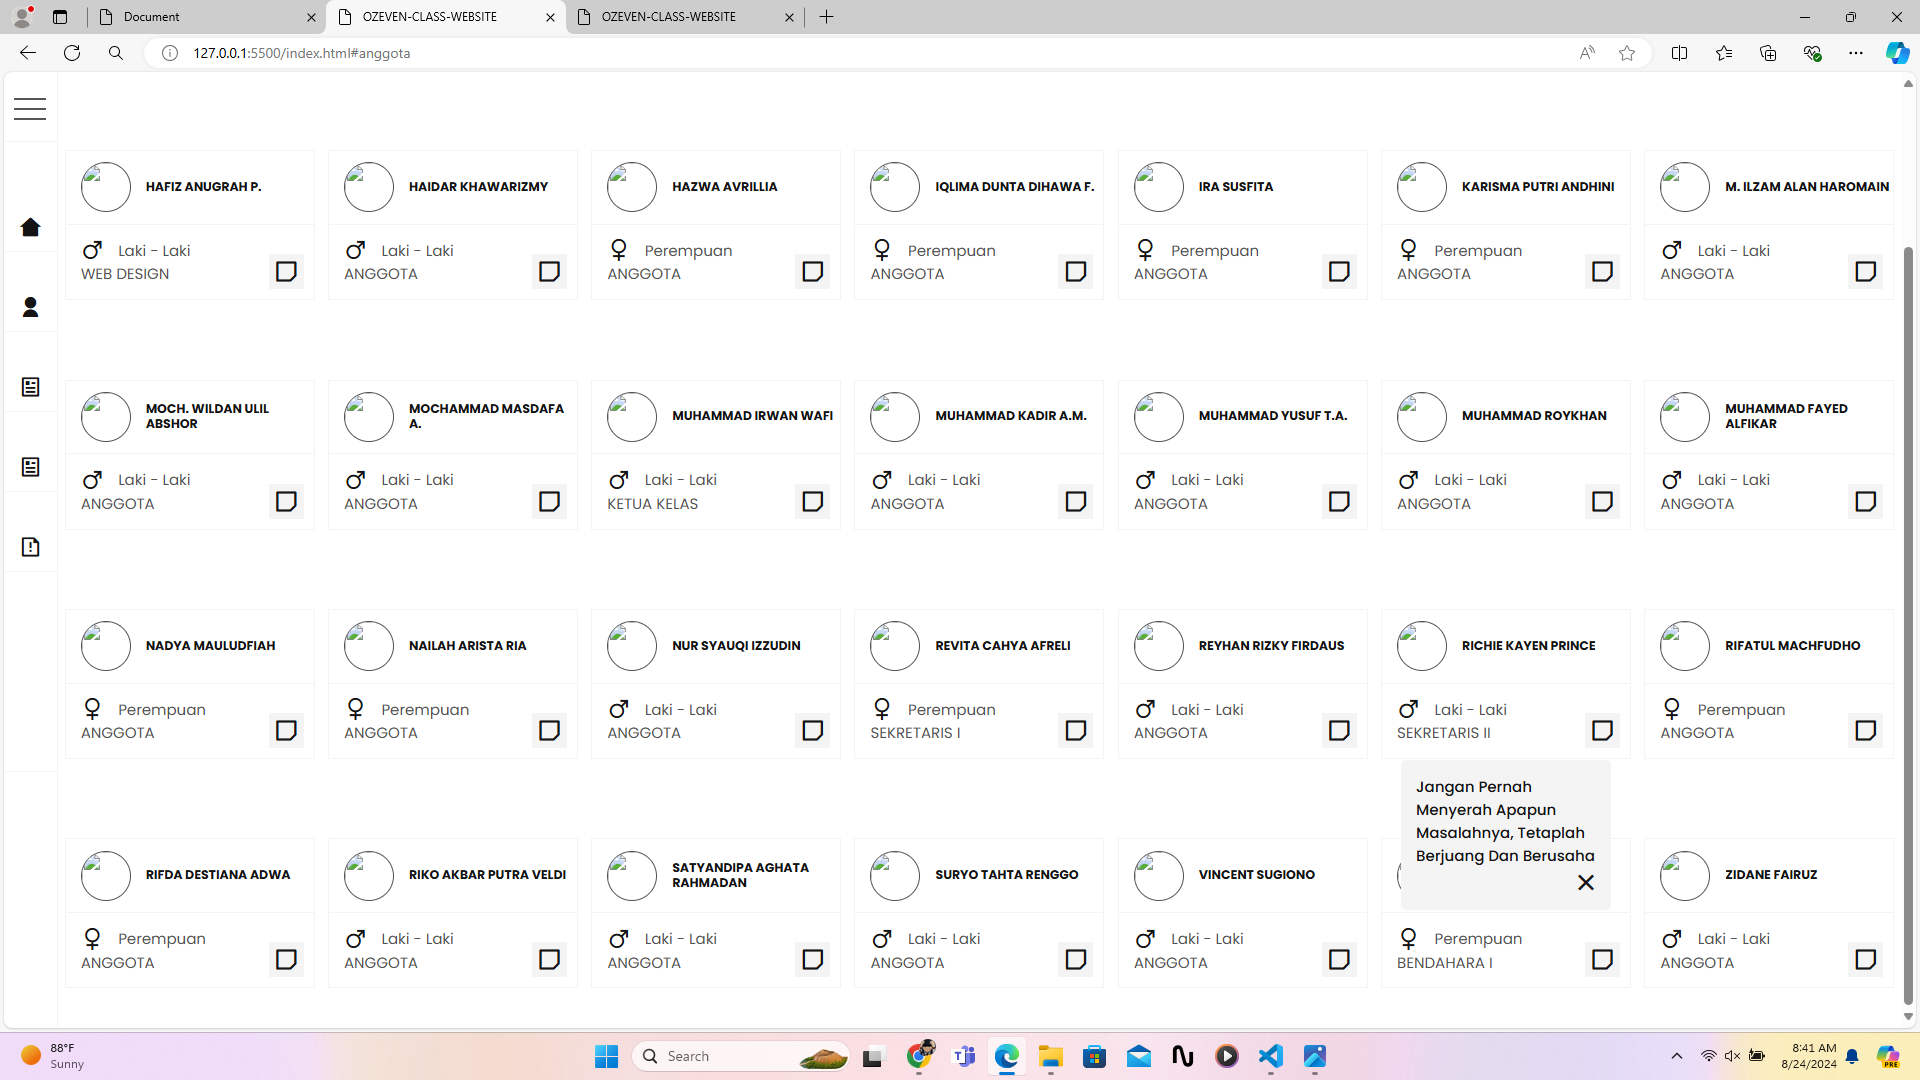 Document
OZEVEN-CLASS-WEBSITE
OZEVEN-CLASS-WEBSITE
127.0.0.1:5500/index.html#anggota
HAFIZ ANUGRAH P.
Laki - Laki
WEB DESIGN
HAIDAR KHAWARIZMY
Laki - Laki
ANGGOTA
HAZWA AVRILLIA
Perempuan
ANGGOTA
IQLIMA DUNTA DIHAWA F.
Perempuan
ANGGOTA
IRA SUSFITA
Perempuan
ANGGOTA
KARISMA PUTRI ANDHINI
Perempuan
ANGGOTA
M. ILZAM ALAN HAROMAIN
Laki - Laki
ANGGOTA
MOCH. WILDAN ULIL
ABSHOR
Laki - Laki
ANGGOTA
MOCHAMMAD MASDAFA
A.
Laki - Laki
ANGGOTA
MUHAMMAD IRWAN WAFI
Laki - Laki
KETUA KELAS
MUHAMMAD KADIR A.M.
Laki - Laki
ANGGOTA
MUHAMMAD YUSUF T.A.
Laki - Laki
ANGGOTA
MUHAMMAD ROYKHAN
Laki - Laki
ANGGOTA
MUHAMMAD FAYED
ALFIKAR
Laki - Laki
ANGGOTA
NADYA MAULUDFIAH
Perempuan
ANGGOTA
NAILAH ARISTA RIA
Perempuan
ANGGOTA
NUR SYAUQI IZZUDIN
Laki - Laki
ANGGOTA
REVITA CAHYA AFRELI
Perempuan
SEKRETARIS I
REYHAN RIZKY FIRDAUS
Laki - Laki
ANGGOTA
RICHIE KAYEN PRINCE
Laki - Laki
SEKRETARIS II
RIFATUL MACHFUDHO
Perempuan
ANGGOTA
Jangan Pernah
Menyerah Apapun
Masalahnya, Tetaplah
Berjuang Dan Berusaha
RIFDA DESTIANA ADWA
Perempuan
ANGGOTA
RIKO AKBAR PUTRA VELDI
Laki - Laki
ANGGOTA
SATYANDIPA AGHATA
RAHMADAN
Laki - Laki
ANGGOTA
SURYO TAHTA RENGGO
Laki - Laki
ANGGOTA
VINCENT SUGIONO
Laki - Laki
ANGGOTA
Perempuan
BENDAHARA I
ZIDANE FAIRUZ
Laki - Laki
ANGGOTA
88°F
Sunny
Search
8:41 AM
8/24/2024
PRE